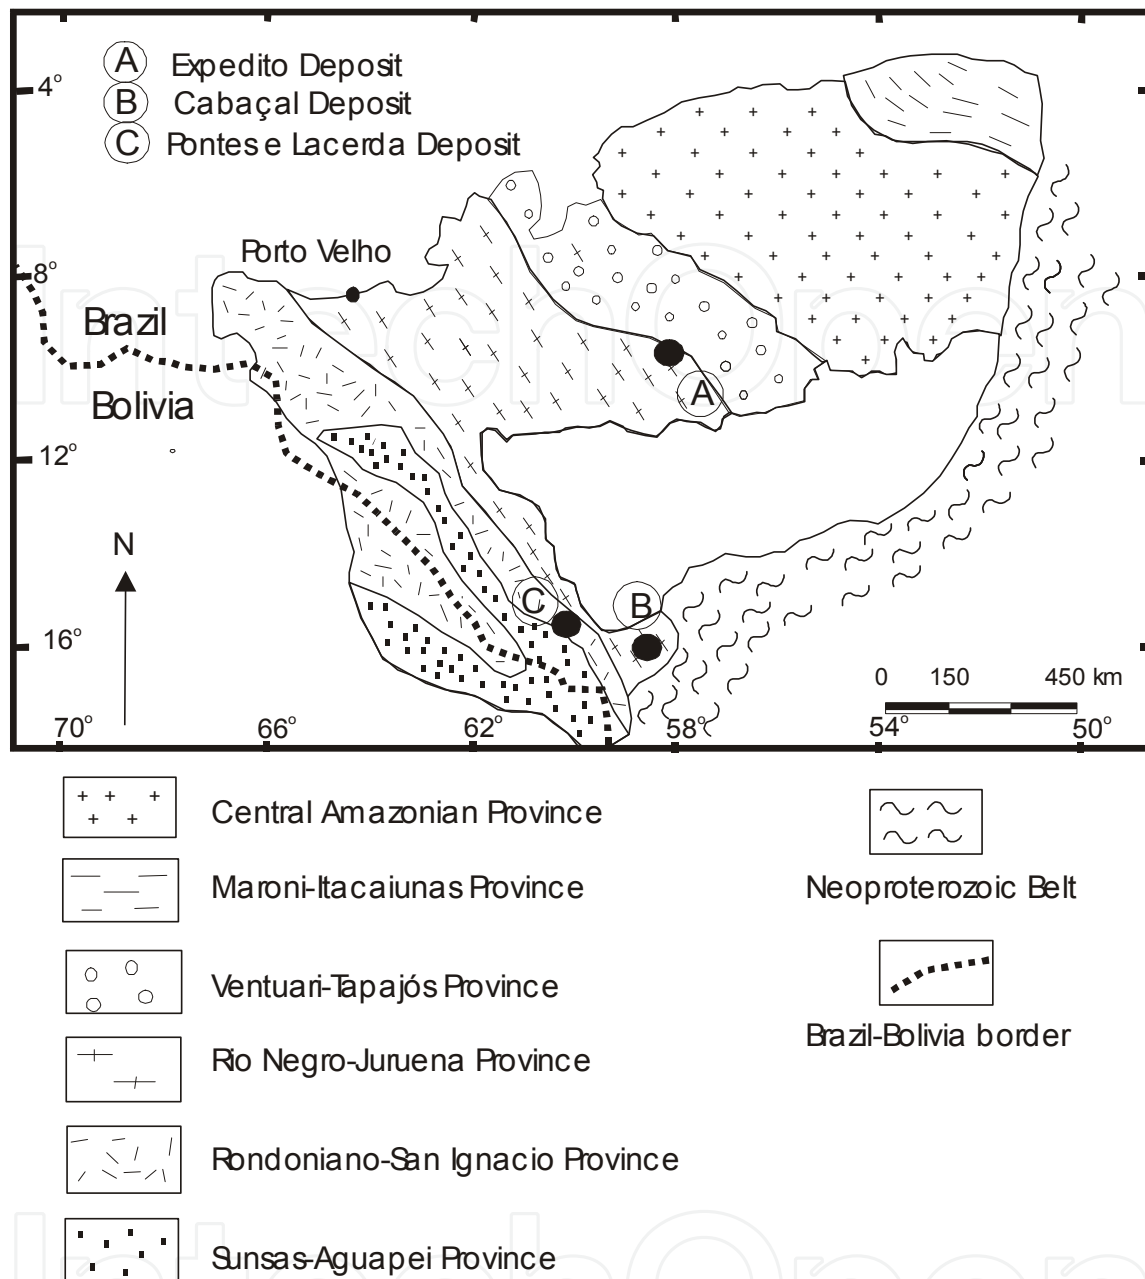 A Expedito Deposit
B Cabaçal Deposit
C Pontes e Lacerda Deposit
4°
Porto Velho
8°
Brazil
Bolivia
A
12°
N
C B
16°
0 150 450 km
70° 66° 62° 58° 54° 50°
Central Amazonian Province
Maroni-Itacaiunas Province
Neoproterozoic Belt
Ventuari-Tapajós Province
Brazil-Bolivia border
Rio Negro-Juruena Province
Rondoniano-San Ignacio Province
Sunsas-Aguapei Province
IntechOpen
IntechOpen